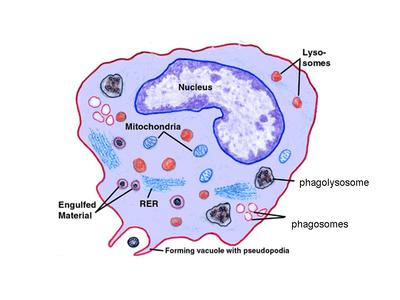 Lyso-
somes
Nucleus
Mitochondria
phagolysosome
RER
Engulfed
Material
phagosomes
Forming vacuole with pseudopodia